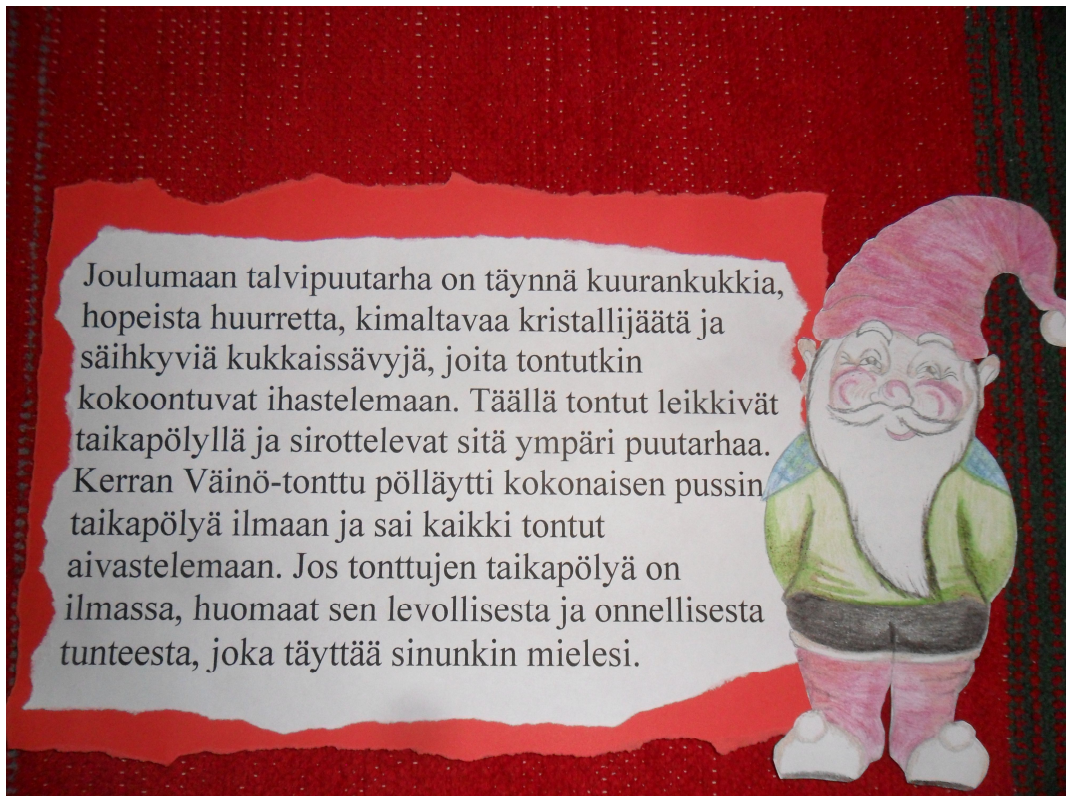 Joulumaan talvipuutarha on täynnä kuurankukkia,
hopeista huurretta, kimaltavaa kristallijäätä ja
säihkyviä kukkaissävyjä, joita tontutkin
kokoontuvat ihastelemaan. Täällä tontut leikkivät
taikapölyllä ja sirottelevat sitä ympäri puutarhaa.
Kerran Väinö-tonttu pölläytti kokonaisen pussin
taikapölyä ilmaan ja sai kaikki tontut
aivastelemaan. Jos tonttujen taikapölyä on
ilmassa, huomaat sen levollisesta ja onnellisesta
tunteesta, joka täyttää sinunkin mielesi.